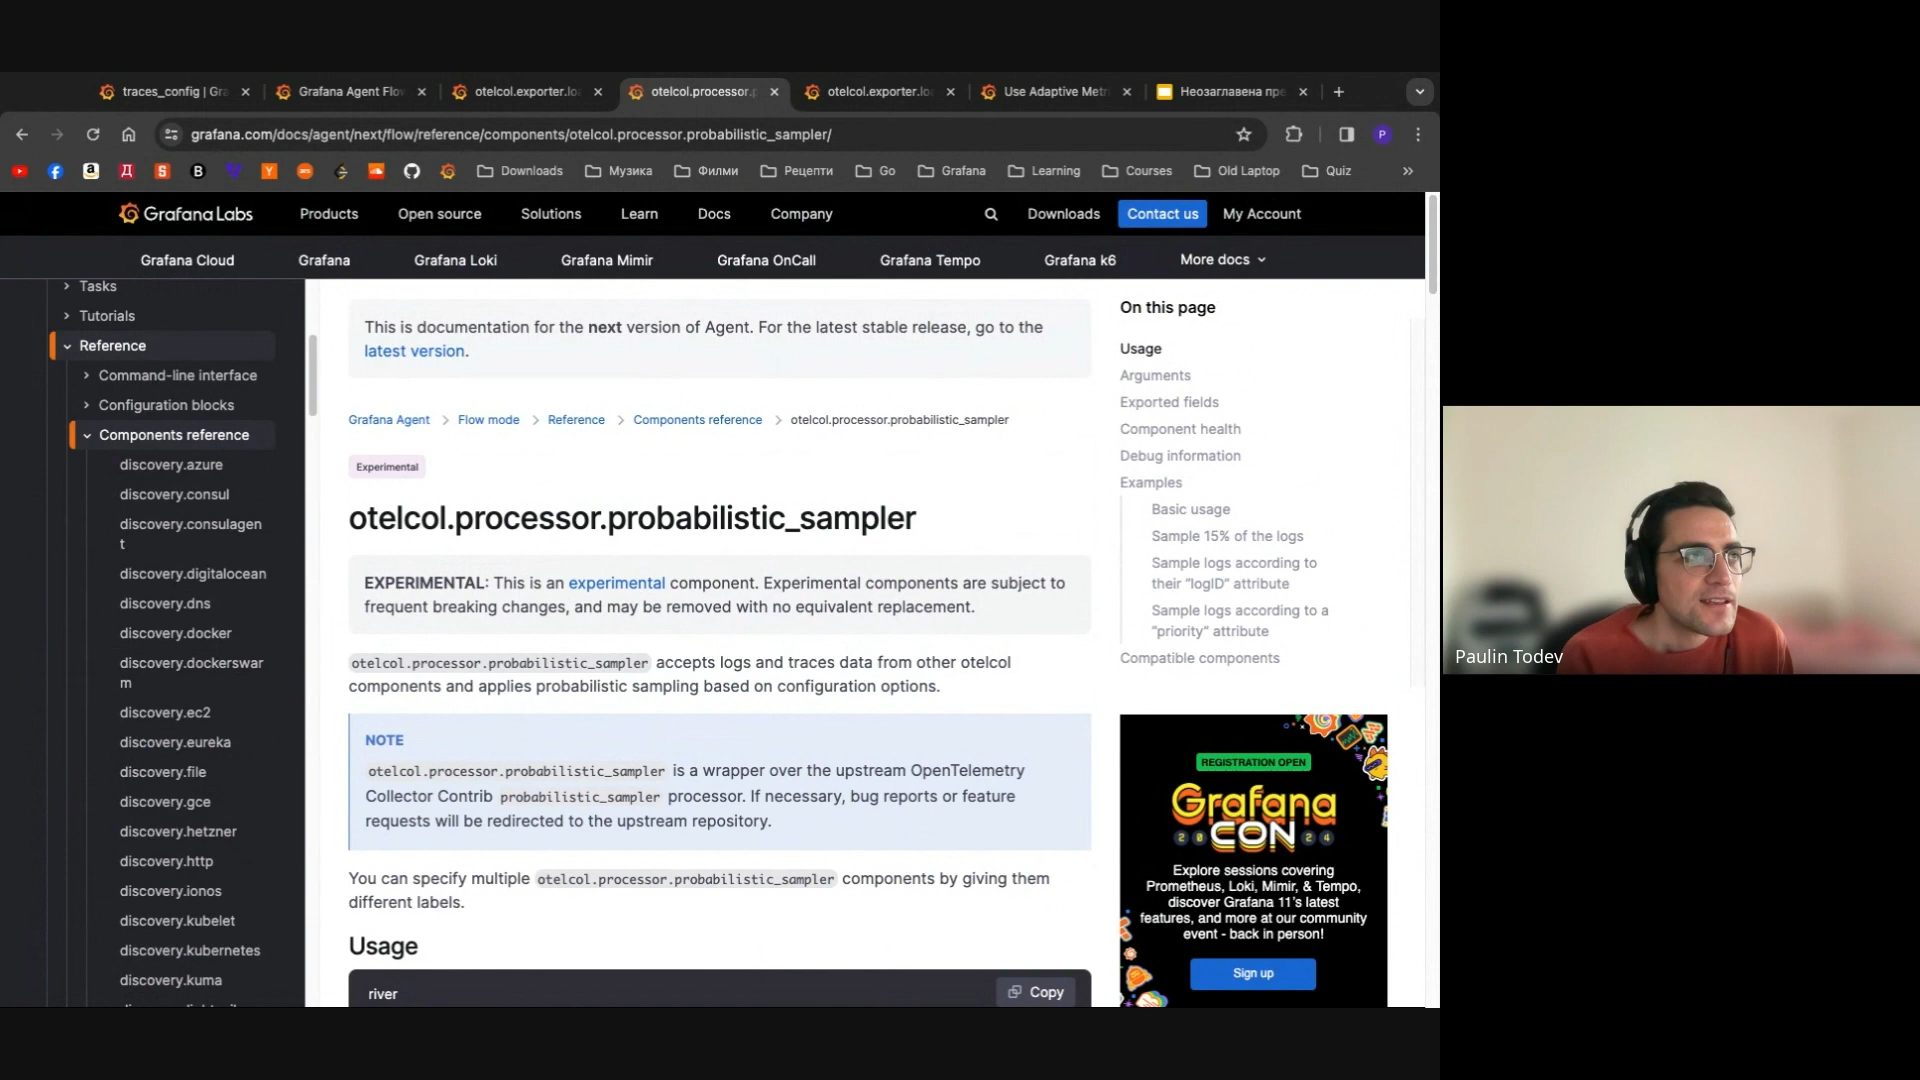 traces_config | Gra
Grafana Agent Flo
otelcol.exporter.loa
otelcol.processor.p
otelcol.exporter.loa
Use Adaptive Metri
Неозаглавена пре
grafana.com/docs/agent/next/flow/reference/components/otelcol.processor.probabilistic_sampler/
P
Downloads
Музика
Филми
Рецепти
Go
Grafana
Learning
Courses
Old Laptop
Quiz
Grafana Labs
Products
Open source
Solutions
Learn
Docs
Company
Downloads
Contact us
My Account
Grafana Cloud
Grafana
Grafana Loki
Grafana Mimir
Grafana OnCall
Grafana Tempo
Grafana k6
More docs
Tasks
Tutorials
Reference
Command-line interface
Configuration blocks
Components reference
discovery.azure
discovery.consul
discovery.consulagen
t
discovery.digitalocean
discovery.dns
discovery.docker
discovery.dockerswar
m
discovery.ec2
discovery.eureka
discovery.file
discovery.gce
discovery.hetzner
discovery.http
discovery.ionos
discovery.kubelet
discovery.kubernetes
discovery.kuma
This is documentation for the next version of Agent. For the latest stable release, go to the
latest version.
Grafana Agent > Flow mode > Reference > Components reference > otelcol.processor.probabilistic_sampler
Experimental
otelcol.processor.probabilistic_sampler
EXPERIMENTAL: This is an experimental component. Experimental components are subject to
frequent breaking changes, and may be removed with no equivalent replacement.
otelcol.processor.probabilistic_sampler accepts logs and traces data from other otelcol
components and applies probabilistic sampling based on configuration options.
NOTE
otelcol.processor.probabilistic_sampler is a wrapper over the upstream OpenTelemetry
Collector Contrib probabilistic_sampler processor. If necessary, bug reports or feature
requests will be redirected to the upstream repository.
You can specify multiple otelcol.processor.probabilistic_sampler components by giving them
different labels.
Usage
river
Copy
On this page
Usage
Arguments
Exported fields
Component health
Debug information
Examples
Basic usage
Sample 15% of the logs
Sample logs according to
their “logID” attribute
Sample logs according to a
“priority” attribute
Compatible components
REGISTRATION OPEN
Grafana
20 CON 24
Explore sessions covering
Prometheus, Loki, Mimir, & Tempo,
discover Grafana 11's latest
features, and more at our community
event - back in person!
Sign up
Paulin Todev